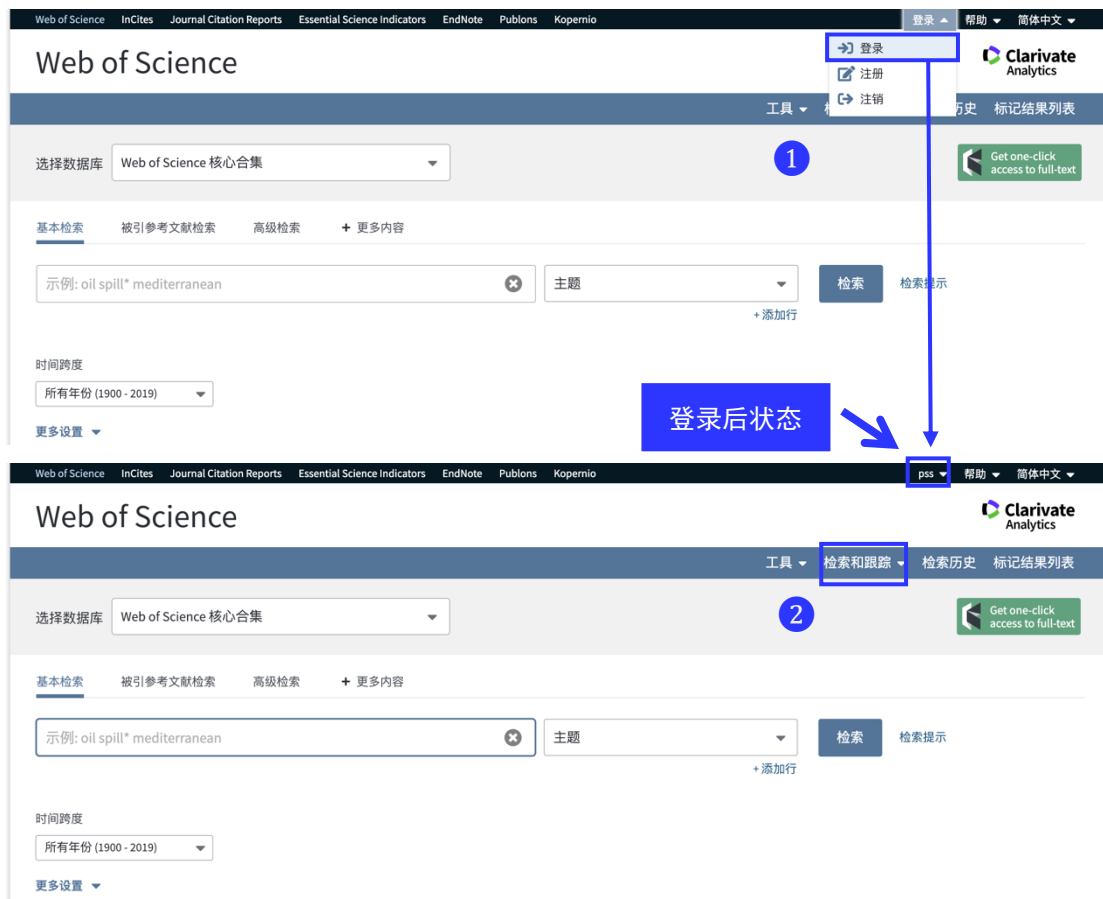 Web of Science InCites Journal Citation Reports Essential Science Indicators EndNote Publons Kopernio 登录 帮助 简体中文
登录
Web of Science
Clarivate
Analytics
注册
注销
工具 历史 标记结果列表
1
选择数据库 Web of Science 核心合集
Get one-click
access to full-text
基本检索 被引参考文献检索 高级检索 + 更多内容
示例: oil spill* mediterranean 主题 检索 检索提示
+ 添加行
时间跨度
所有年份 (1900 - 2019)
更多设置
登录后状态
Web of Science InCites Journal Citation Reports Essential Science Indicators EndNote Publons Kopernio pss 帮助 简体中文
Web of Science
Clarivate
Analytics
工具 检索和跟踪 检索历史 标记结果列表
2
选择数据库 Web of Science 核心合集
Get one-click
access to full-text
基本检索 被引参考文献检索 高级检索 + 更多内容
示例: oil spill* mediterranean 主题 检索 检索提示
+ 添加行
时间跨度
所有年份 (1900 - 2019)
更多设置